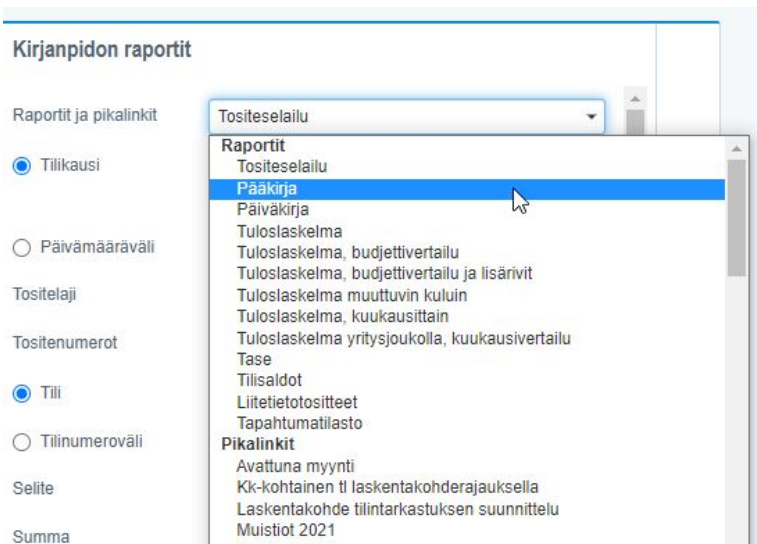 Kirjanpidon raportit
Raportit ja pikalinkit
Tositeselailu
Raportit
Tilikausi
Tositeselailu
Pääkirja
Päiväkirja
Tuloslaskelma
Päivämääräväli
Tuloslaskelma, budjettivertailu
Tuloslaskelma, budjettivertailu ja lisärivit
Tositelaji
Tuloslaskelma muuttuvin kuluin
Tuloslaskelma, kuukausittain
Tositenumerot
Tuloslaskelma yritysjoukolla, kuukausivertailu
Tase
Tilisaldot
Tili
Liitetietotositteet
Tapahtumatilasto
Tilinumeroväli
Pikalinkit
Avattuna myynti
Selite
Kk-kohtainen tl laskentakohderajauksella
Laskentakohde tilintarkastuksen suunnittelu
Muistiot 2021
Summa